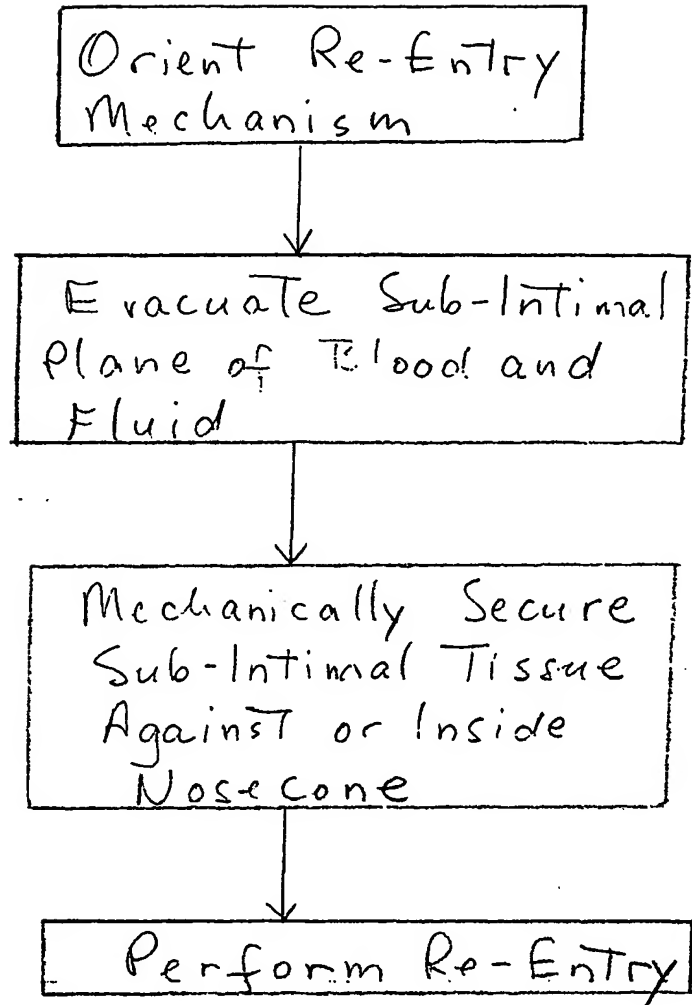 Orient Re-Entry
Mechanism
Evacuate Sub-Intimal
Plane of Blood and
Fluid
Mechanically Secure
Sub-Intimal Tissue
Against or Inside
Nosecone
Perform Re-Entry